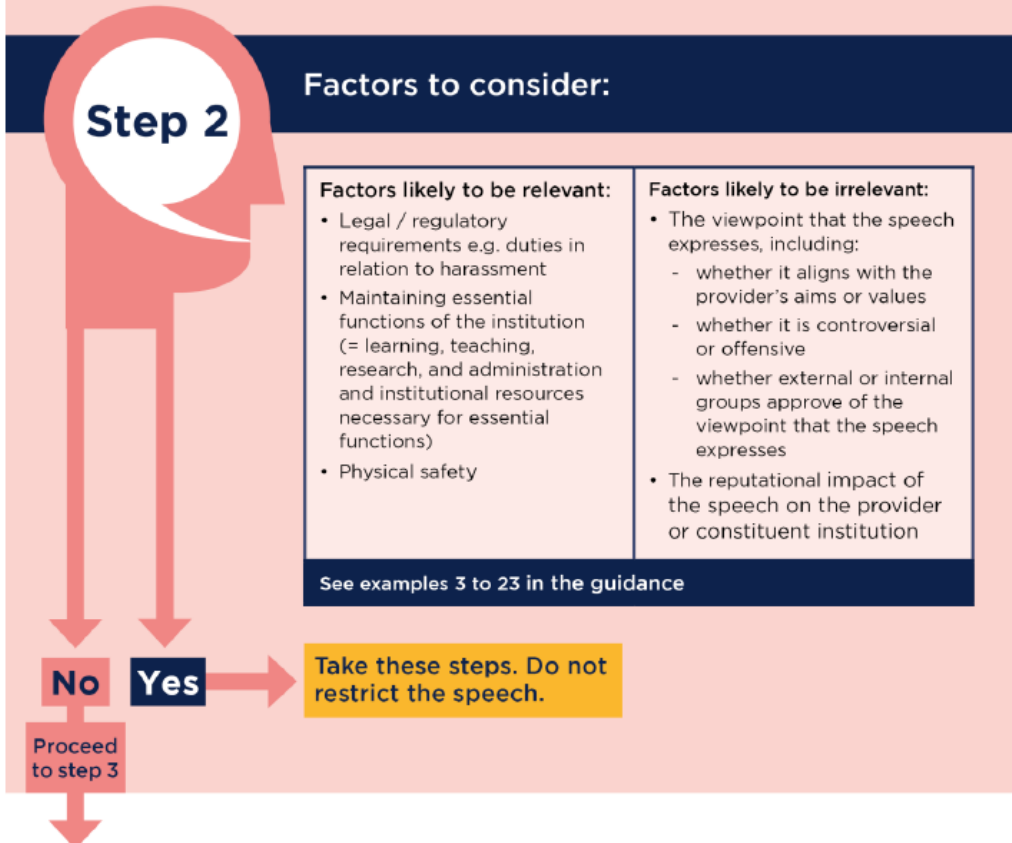 Step 2
Factors to consider:
Factors likely to be relevant:
• Legal / regulatory
requirements e.g. duties in
relation to harassment
• Maintaining essential
functions of the institution
(= learning, teaching,
research, and administration
and institutional resources
necessary for essential
functions)
• Physical safety
Factors likely to be irrelevant:
• The viewpoint that the speech
expresses, including:
- whether it aligns with the
provider's aims or values
- whether it is controversial
or offensive
- whether external or internal
groups approve of the
viewpoint that the speech
expresses
• The reputational impact of
the speech on the provider
or constituent institution
See examples 3 to 23 in the guidance
No
Yes
Take these steps. Do not
restrict the speech.
Proceed
to step 3